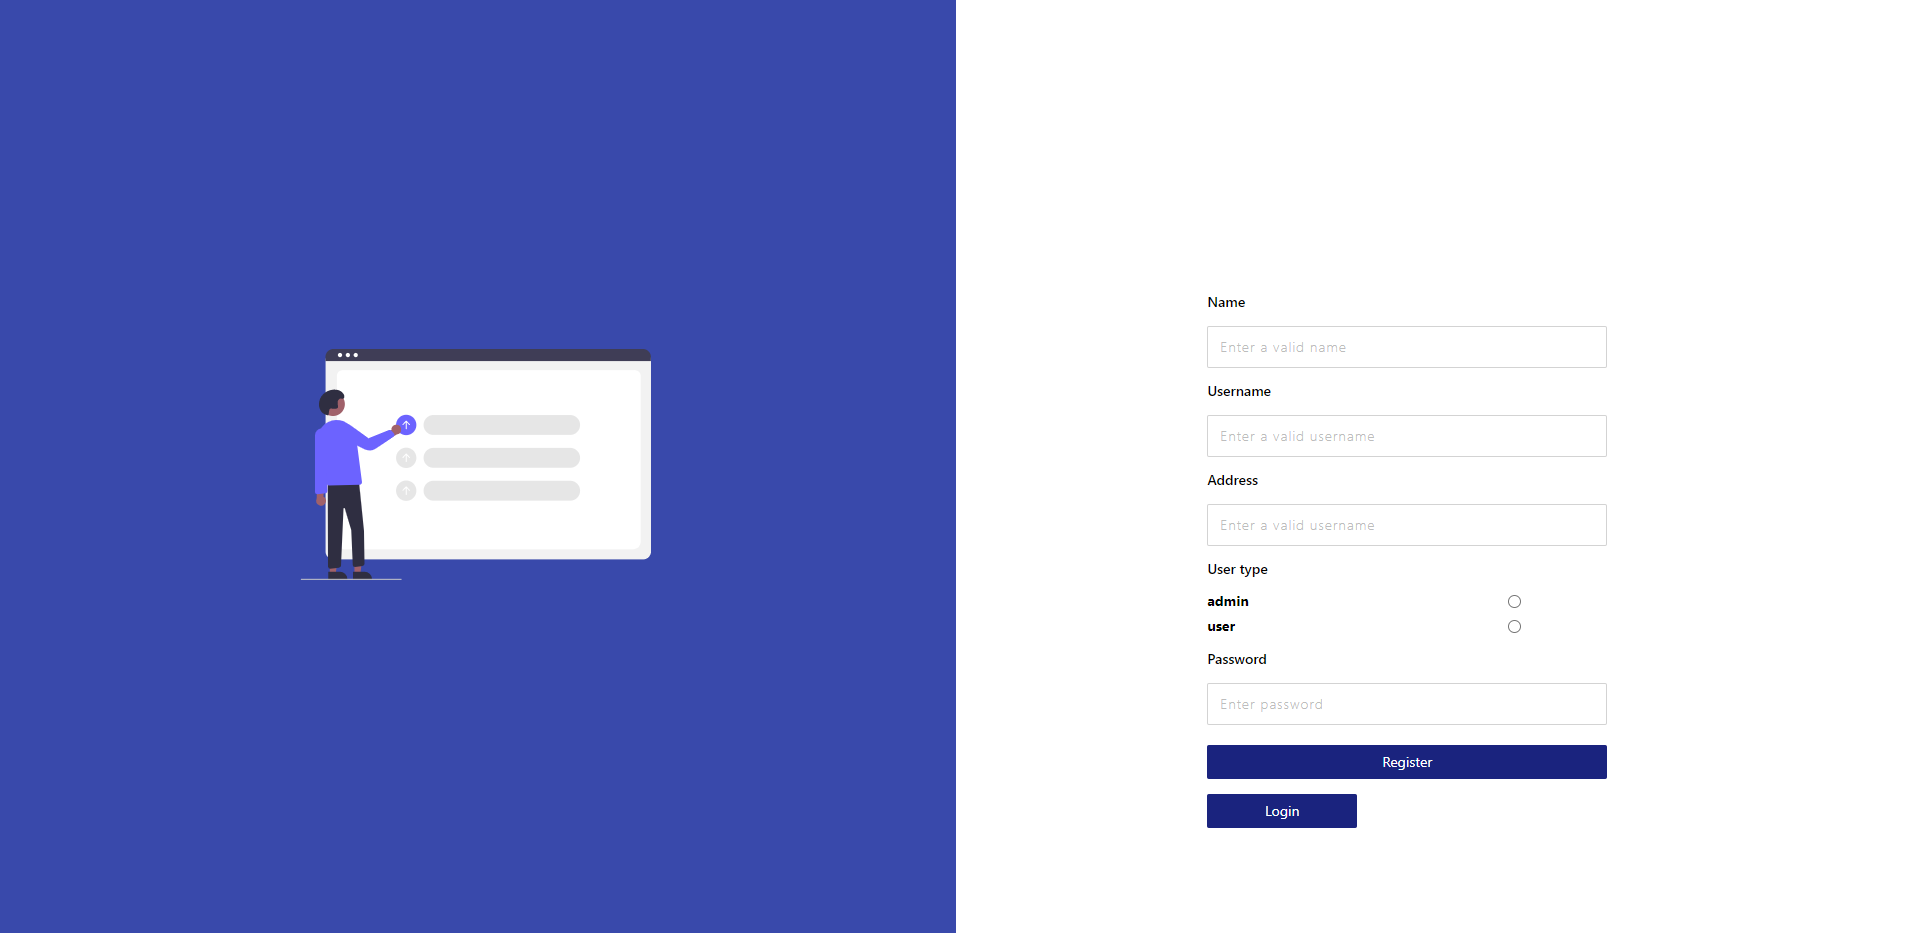 Name
Enter a valid name
Username
Enter a valid username
Address
Enter a valid username
User type
admin
user
Password
Enter password
Register
Login